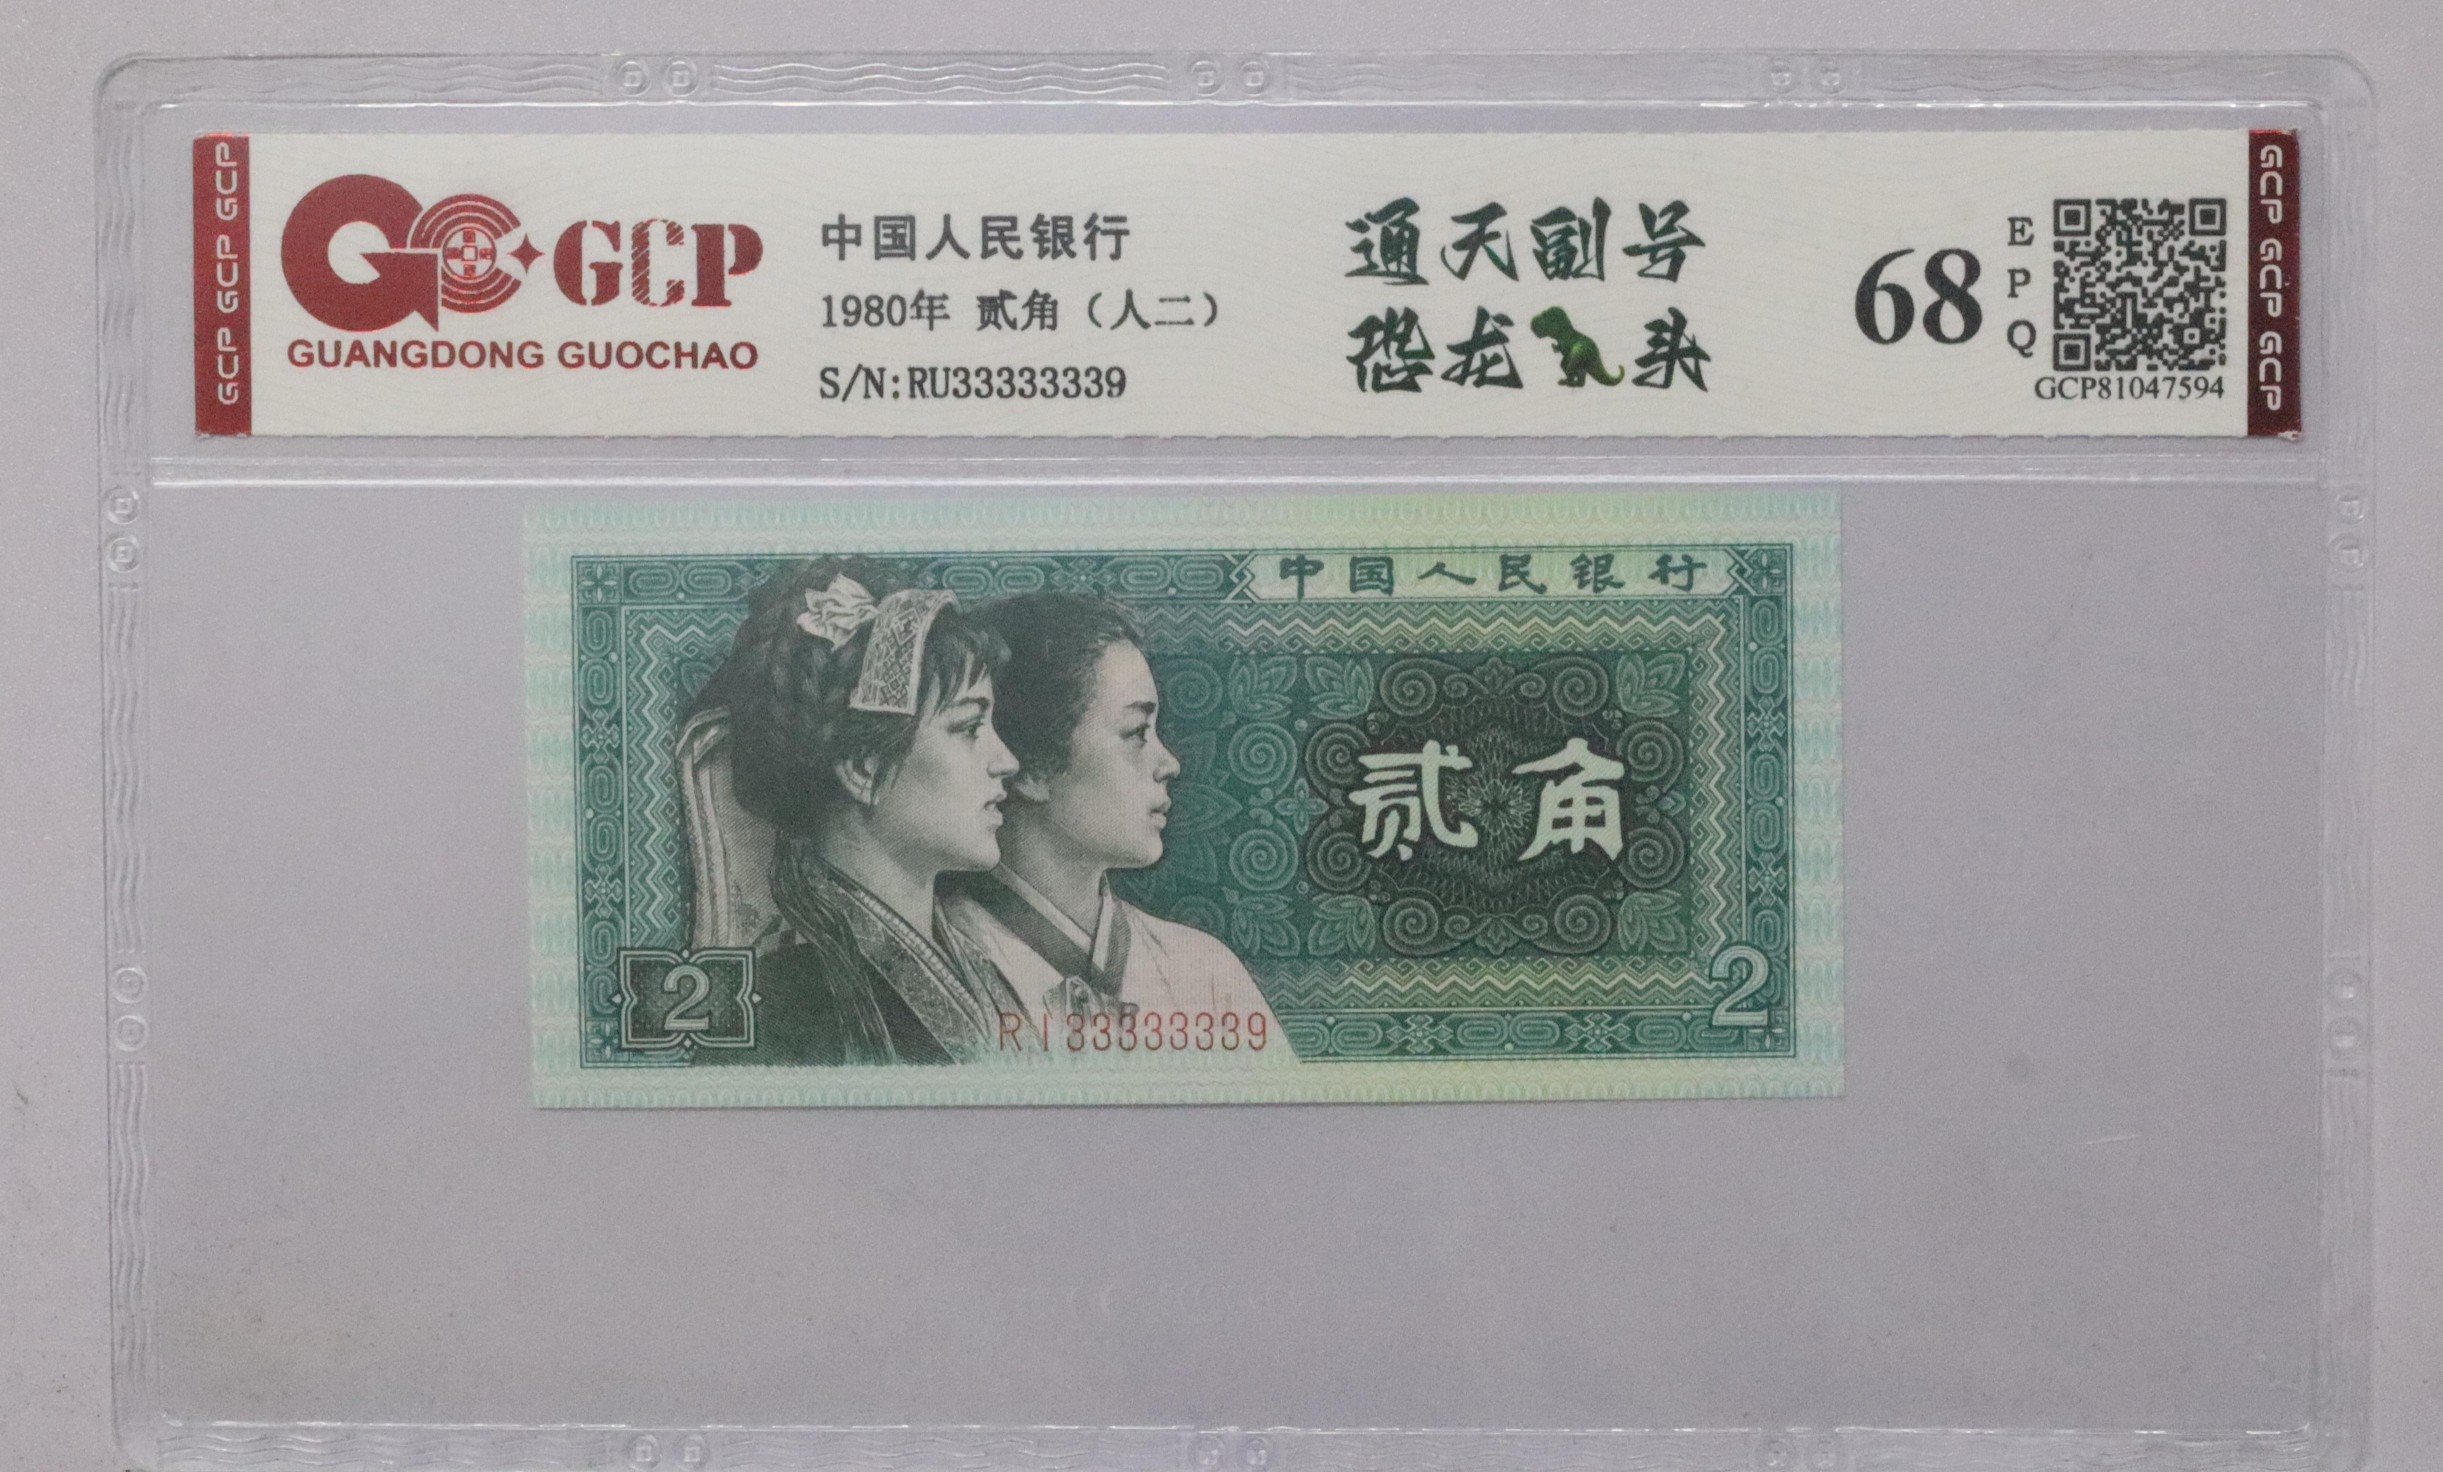 GCP GCP GCP
GCP
GUANGDONG GUOCHAO
中国人民银行
1980年 贰角（人二）
S/N:RU33333339
通天副号
恐龙头
68
E
P
Q
GCP81047594
GCP GCP GCP
中国人民银行
贰角
2
2
RI33333339